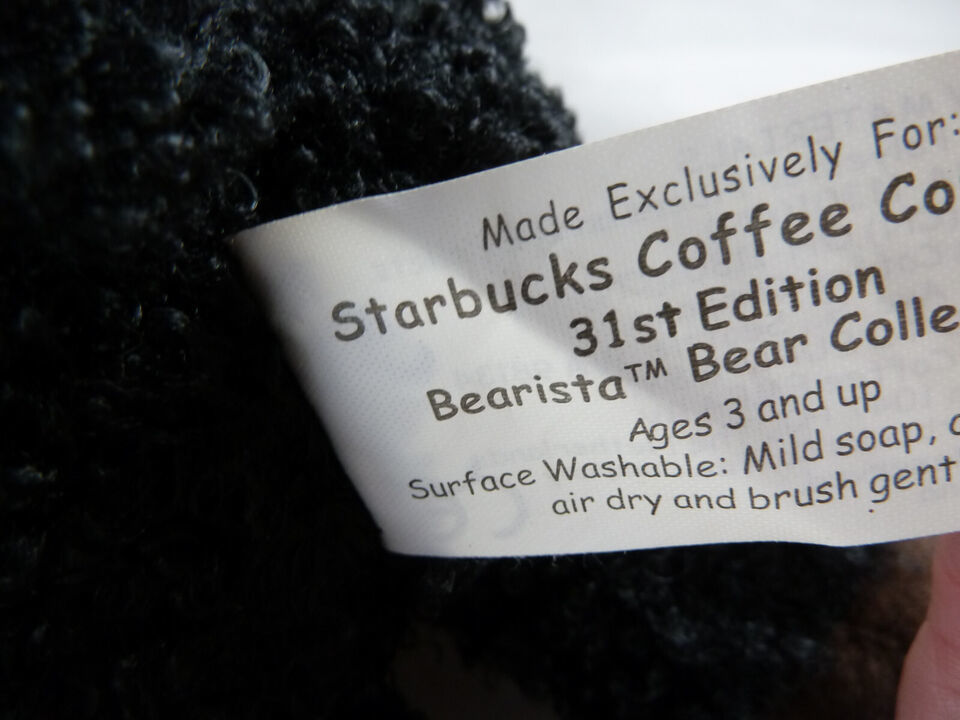 Made Exclusively For:
Starbucks Coffee Co
31st Edition
Bearista™ Bear Colle
Ages 3 and up
Surface Washable: Mild soap,
air dry and brush gent